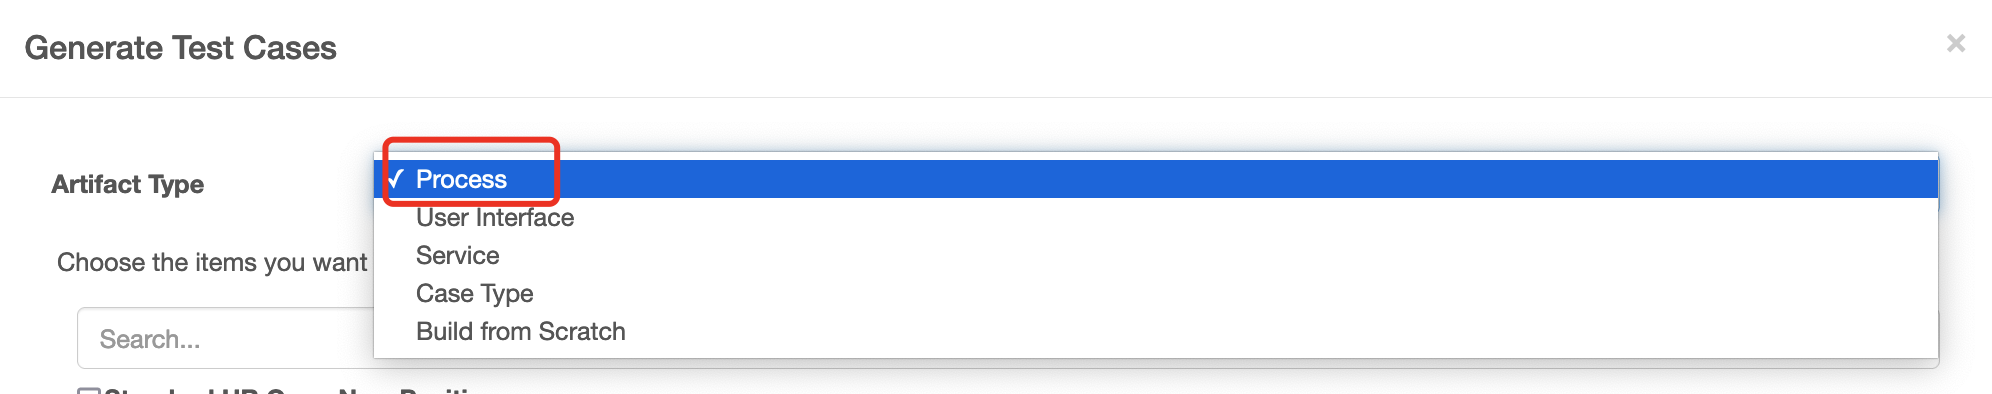 Generate Test Cases
×
Artifact Type
✓ Process
User Interface
Service
Case Type
Build from Scratch
Choose the items you want
Search...